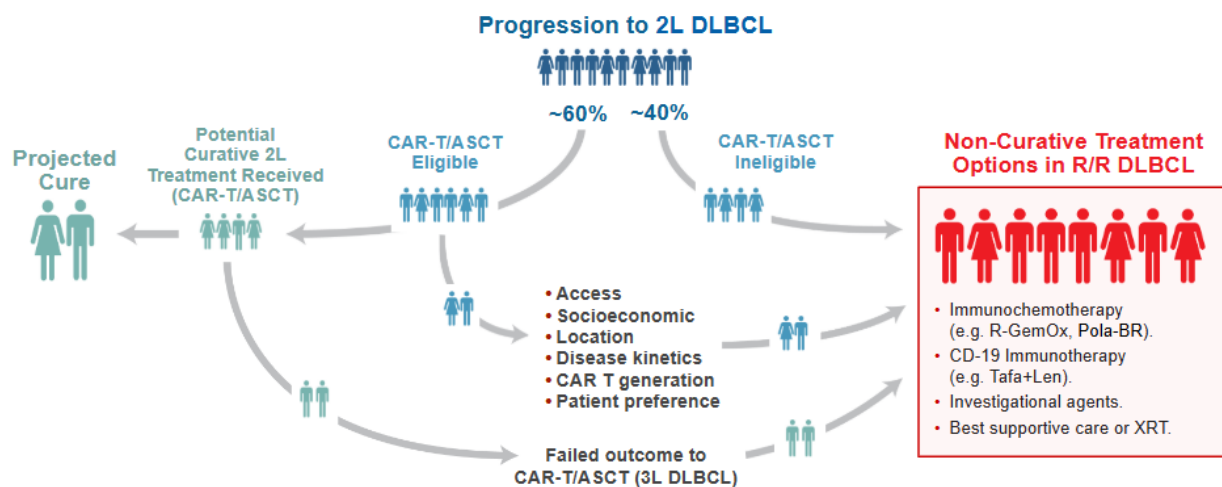 Progression to 2L DLBCL
~60%
~40%
Projected
Cure
Potential
Curative 2L
Treatment Received
(CAR-T/ASCT)
CAR-T/ASCT
Eligible
CAR-T/ASCT
Ineligible
Non-Curative Treatment
Options in R/R DLBCL
• Access
• Socioeconomic
• Location
• Disease kinetics
• CAR T generation
• Patient preference
Failed outcome to
CAR-T/ASCT (3L DLBCL)
• Immunochemotherapy
(e.g. R-GemOx, Pola-BR).
• CD-19 Immunotherapy
(e.g. Tafa+Len).
• Investigational agents.
• Best supportive care or XRT.